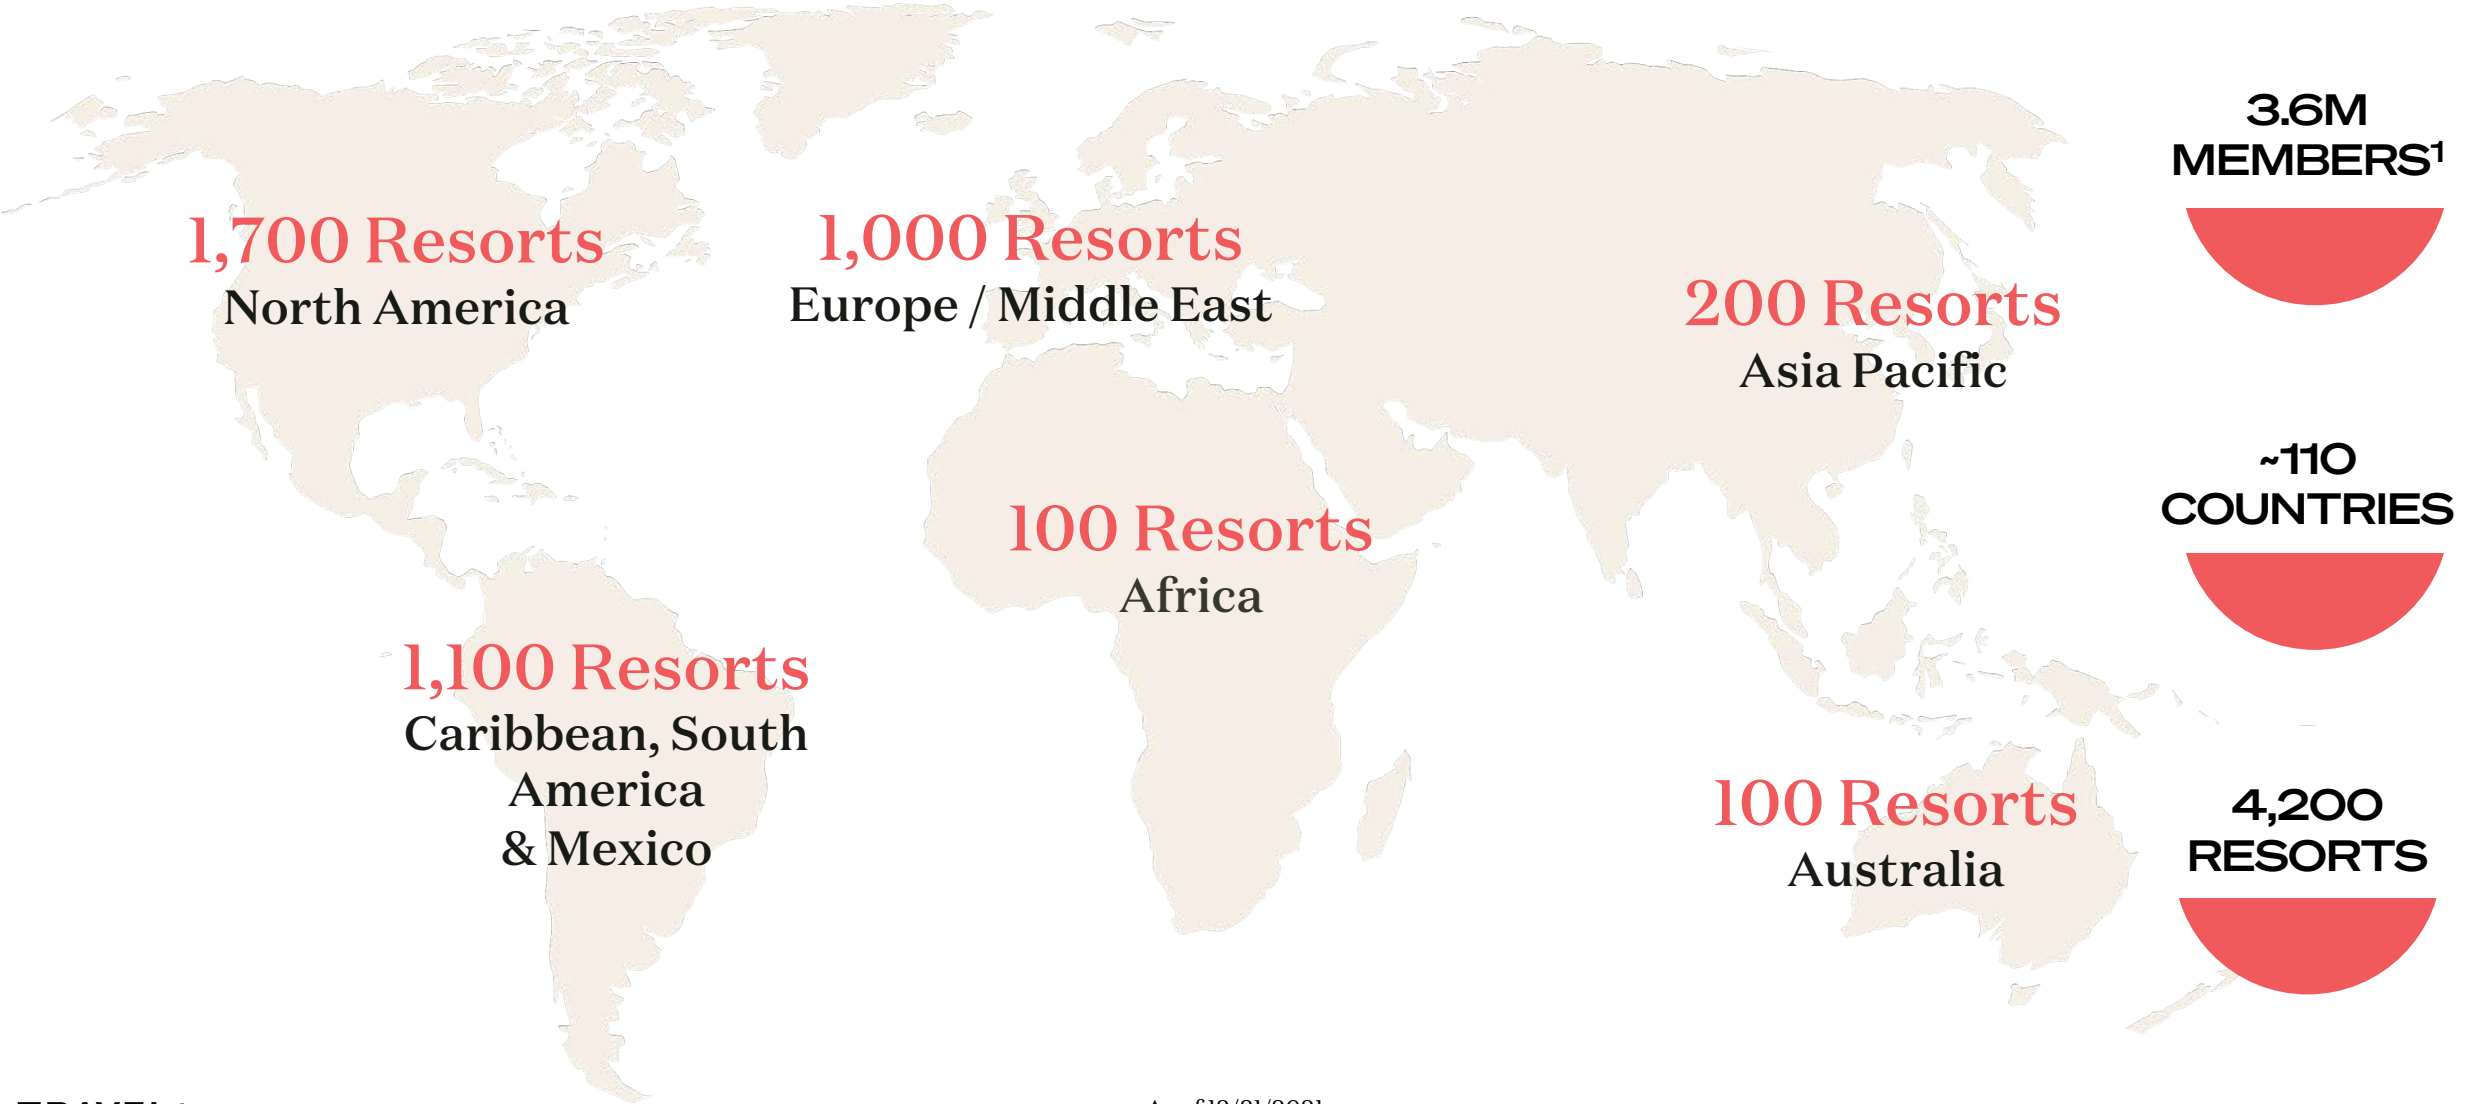 1,700 Resorts
North America
1,000 Resorts
Europe / Middle East
200 Resorts
Asia Pacific
100 Resorts
Africa
1,100 Resorts
Caribbean, South
America
& Mexico
100 Resorts
Australia
3.6M
MEMBERS¹
~110
COUNTRIES
4,200
RESORTS